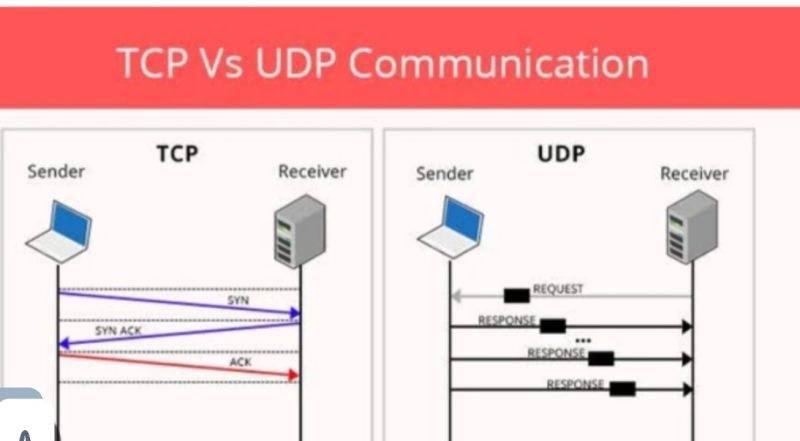 TCP Vs UDP Communication
TCP
Sender
Receiver
SYN
SYN ACK
ACK
UDP
Sender
Receiver
REQUEST
RESPONSE
...
RESPONSE
RESPONSE